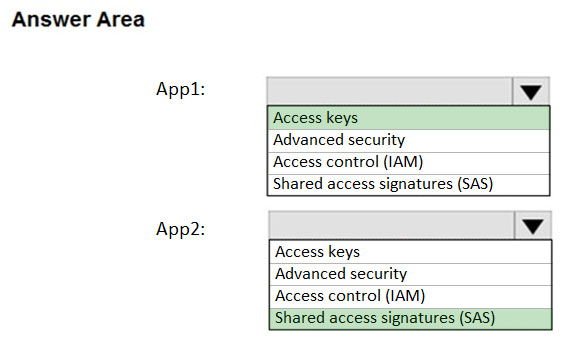 Answer Area
App1:
Access keys
Advanced security
Access control (IAM)
Shared access signatures (SAS)
App2:
Access keys
Advanced security
Access control (IAM)
Shared access signatures (SAS)